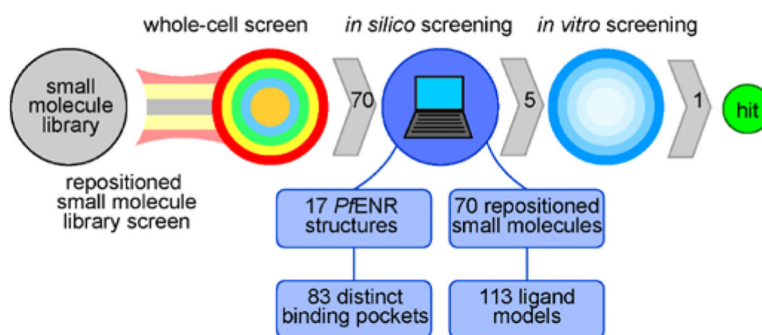 whole-cell screen
in silico screening
in vitro screening
small
molecule
library
70
5
1
hit
repositioned
small molecule
library screen
17 PfENR
structures
70 repositioned
small molecules
83 distinct
binding pockets
113 ligand
models